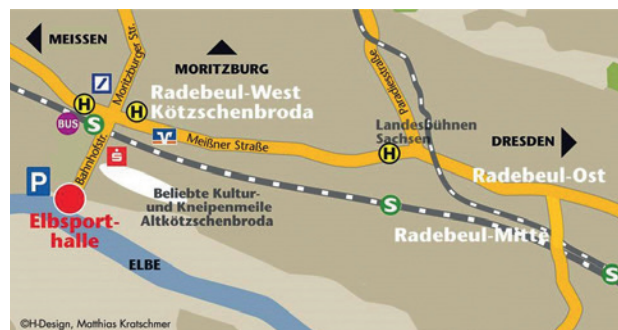 MEISSEN
Moritzburger Str.
MORITZBURG
Paradiesstraße
H
Radebeul-West
Kötzschenbroda
H
BUS
S
Landesbühnen
Sachsen
DRESDEN
Bahnhofstr.
S
Meißner Straße
H
Radebeul-Ost
P
Beliebte Kultur-
und Kneipenmeile
Altkötzschenbroda
Elbsport-
halle
S
Radebeul-Mitte
ELBE
S
©H-Design, Matthias Kratschmer